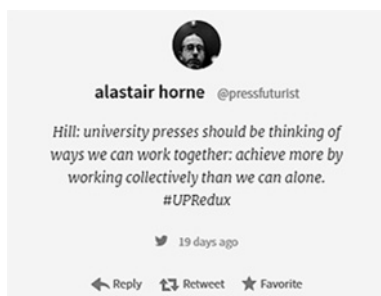 alastair horne @pressfuturist
Hill: university presses should be thinking of
ways we can work together: achieve more by
working collectively than we can alone.
#UPRedux
19 days ago
Reply Retweet Favorite